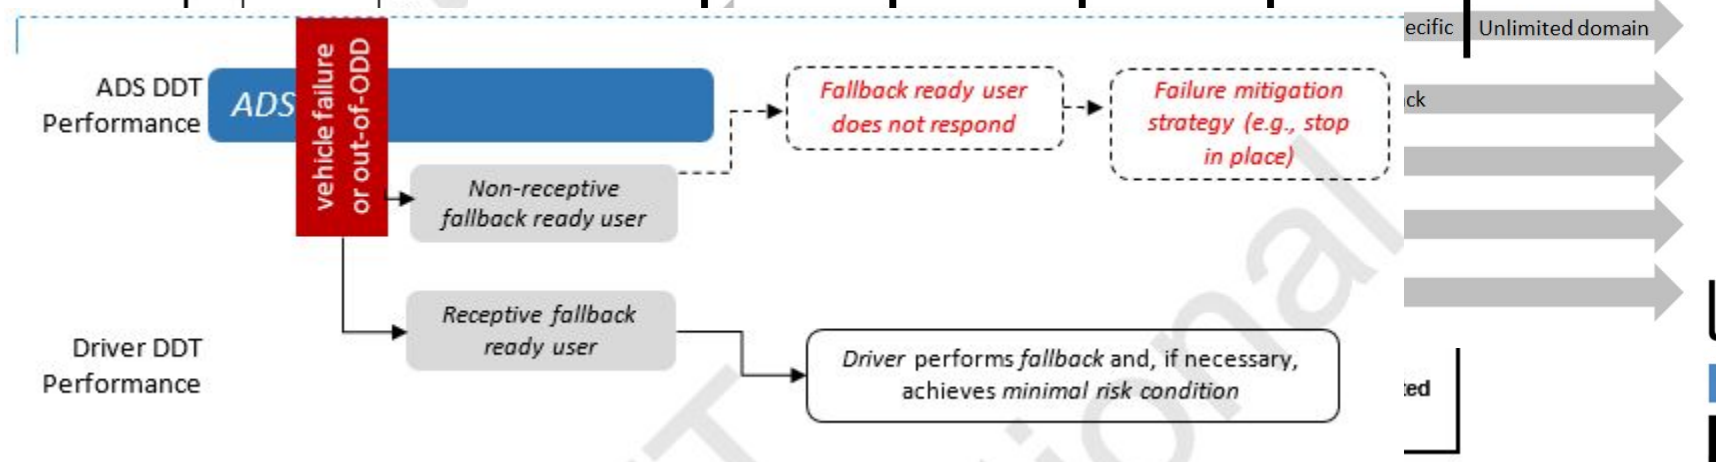 ADS DDT
Performance
ADS
vehicle failure
or out-of-ODD
Fallback ready user
does not respond
Failure mitigation
strategy (e.g., stop
in place)
Non-receptive
fallback ready user
Receptive fallback
ready user
Driver DDT
Performance
Driver performs fallback and, if necessary,
achieves minimal risk condition
ecific
Unlimited domain
ck
ted